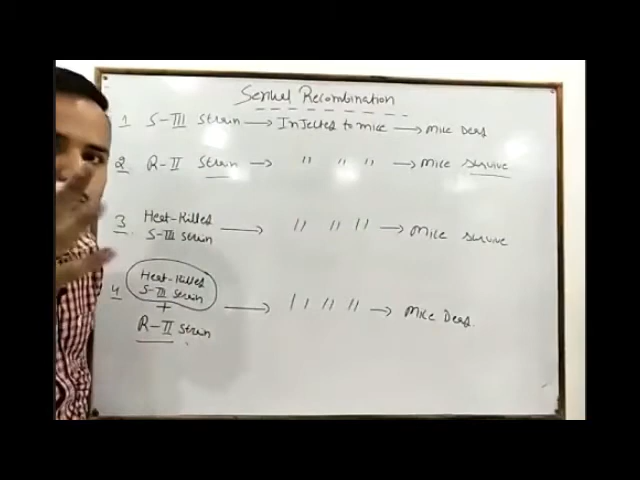 Sexual Recombination
1 S-III Strain → Injected to mice → Mice Dead
2. R-II Strain → " " " → Mice Survive
3. Heat-Killed S-III Strain → " " " → Mice Survive
4 Heat-Killed
S-III Strain
+
R-II Strain → " " " " → Mice Dead